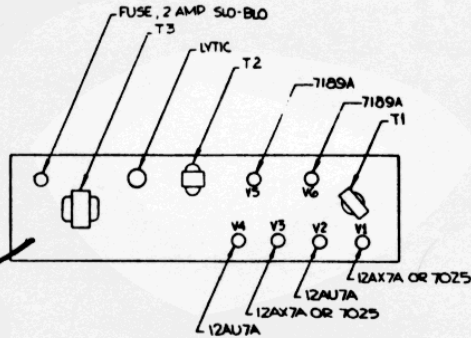 FUSE, 2 AMP SLO-BLO
T3
LYTIC
T2
7189A
7189A
T1
V5
V6
V4
V3
V2
V1
12AX7A OR 7025
12AU7A
12AX7A OR 7025
12AU7A